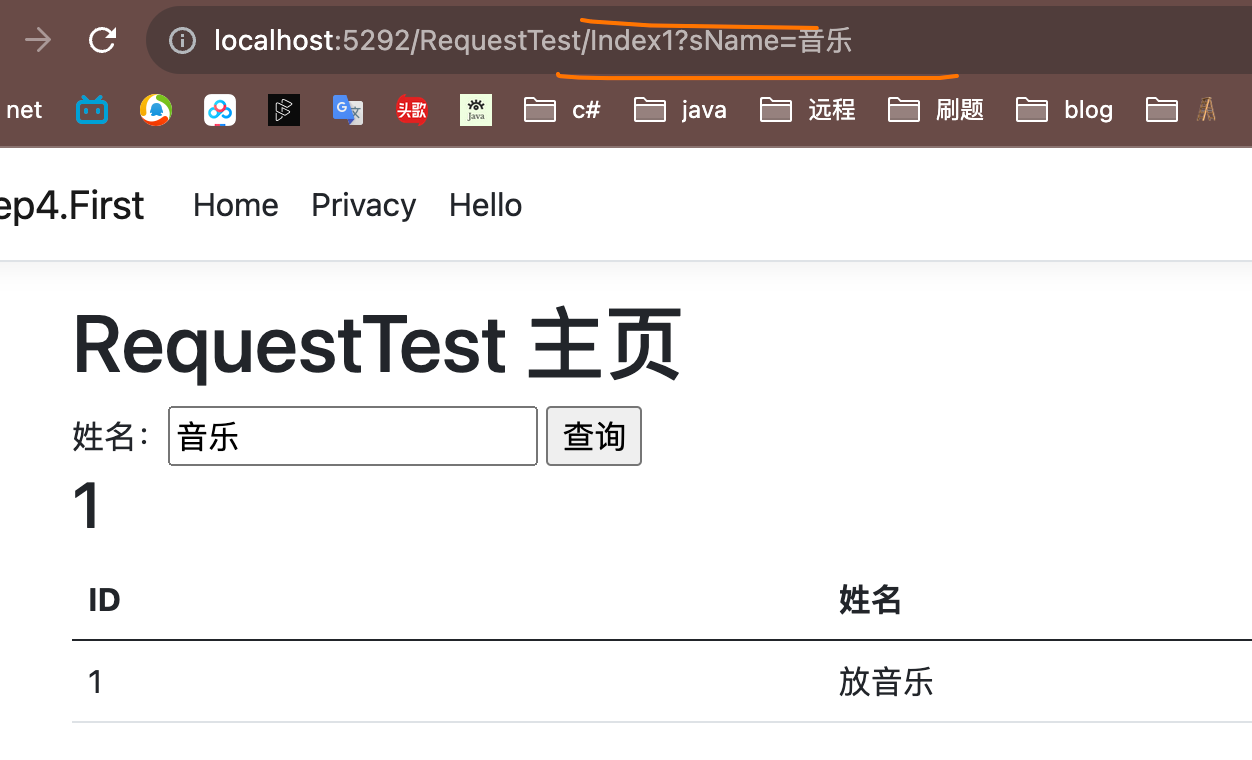 localhost:5292/RequestTest/Index1?sName=音乐
net G 文 头歌 Java c# java 远程 刷题 blog
ep4.First Home Privacy Hello
RequestTest 主页
姓名： 音乐 查询
1
ID 姓名
1 放音乐